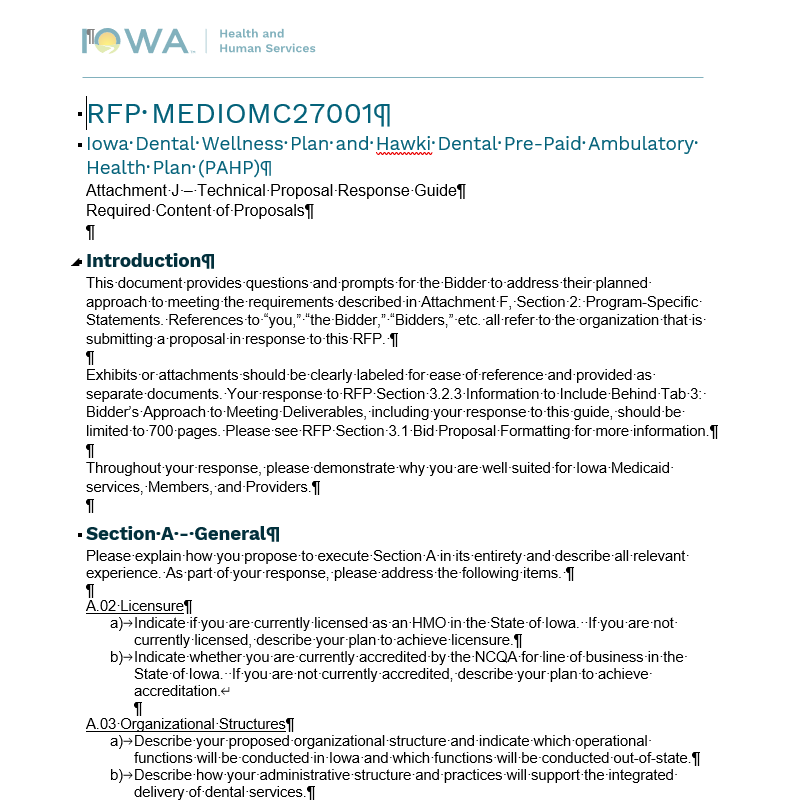 IOWA
Health and
Human Services
RFP MEDIOMC27001¶
Iowa Dental Wellness Plan and Hawki Dental Pre-Paid Ambulatory
Health Plan (PAHP)¶
Attachment J – Technical Proposal Response Guide¶
Required Content of Proposals¶
¶
Introduction¶
This document provides questions and prompts for the Bidder to address their planned
approach to meeting the requirements described in Attachment F, Section 2: Program-Specific
Statements. References to “you,” “the Bidder,” “Bidders,” etc. all refer to the organization that is
submitting a proposal in response to this RFP. ¶
¶
Exhibits or attachments should be clearly labeled for ease of reference and provided as
separate documents. Your response to RFP Section 3.2.3 Information to Include Behind Tab 3:
Bidder’s Approach to Meeting Deliverables, including your response to this guide, should be
limited to 700 pages. Please see RFP Section 3.1 Bid Proposal Formatting for more information.¶
¶
Throughout your response, please demonstrate why you are well suited for Iowa Medicaid
services, Members, and Providers.¶
¶
Section A – General¶
Please explain how you propose to execute Section A in its entirety and describe all relevant
experience. As part of your response, please address the following items. ¶
¶
A.02 Licensure¶
a)→Indicate if you are currently licensed as an HMO in the State of Iowa.  If you are not
currently licensed, describe your plan to achieve licensure.¶
b)→Indicate whether you are currently accredited by the NCQA for line of business in the
State of Iowa.  If you are not currently accredited, describe your plan to achieve
accreditation.↵
¶
A.03 Organizational Structures¶
a)→Describe your proposed organizational structure and indicate which operational
functions will be conducted in Iowa and which functions will be conducted out-of-state.¶
b)→Describe how your administrative structure and practices will support the integrated
delivery of dental services.¶